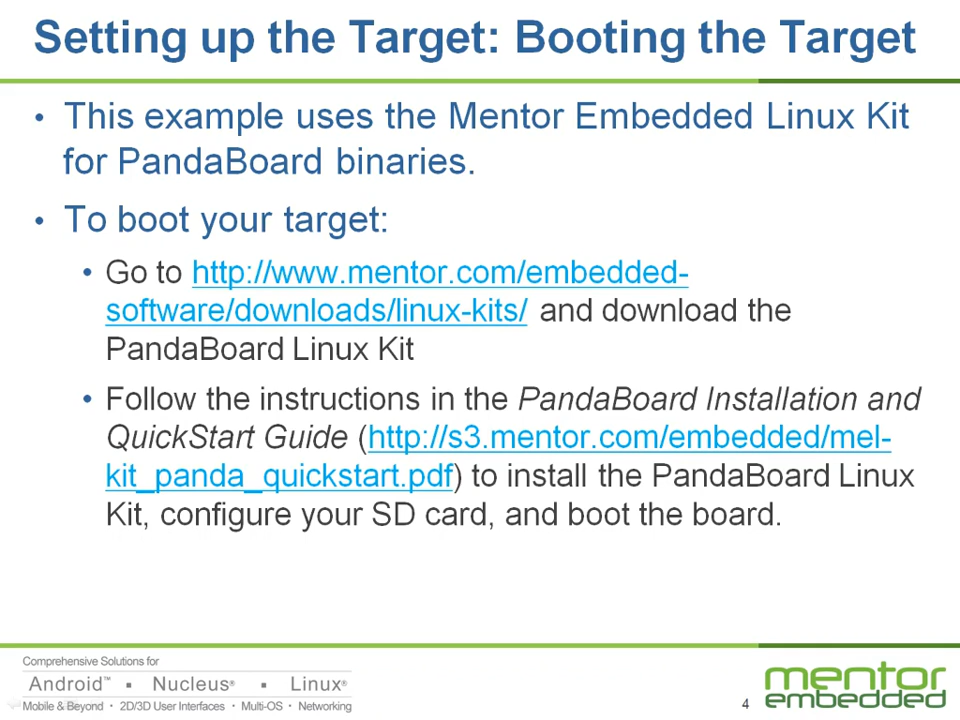 Setting up the Target: Booting the Target
• This example uses the Mentor Embedded Linux Kit
for PandaBoard binaries.
• To boot your target:
• Go to http://www.mentor.com/embedded-
software/downloads/linux-kits/ and download the
PandaBoard Linux Kit
• Follow the instructions in the PandaBoard Installation and
QuickStart Guide (http://s3.mentor.com/embedded/mel-
kit_panda_quickstart.pdf) to install the PandaBoard Linux
Kit, configure your SD card, and boot the board.
Comprehensive Solutions for
Android™ ▪ Nucleus® ▪ Linux®
Mobile & Beyond · 2D/3D User Interfaces · Multi-OS · Networking
4
mentor
embedded